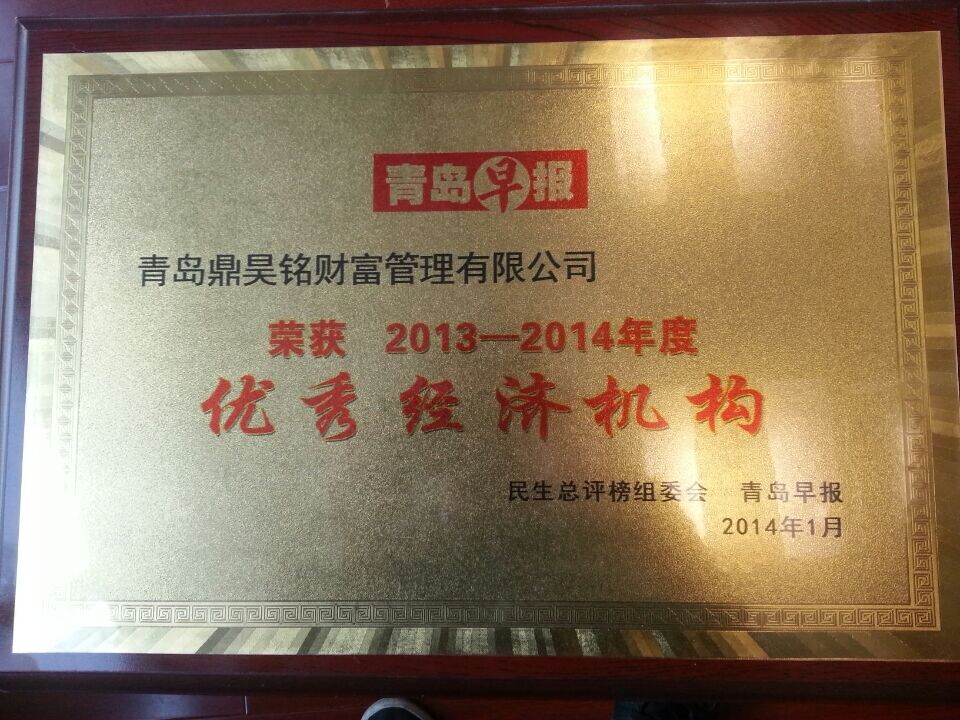 青岛早报
青岛鼎昊铭财富管理有限公司
荣获 2013—2014年度
优秀经济机构
民生总评榜组委会 青岛早报
2014年1月